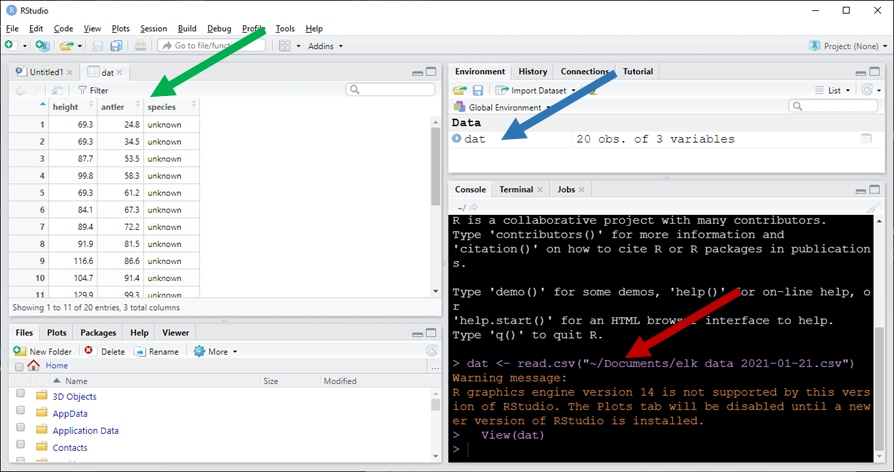 RStudio
File Edit Code View Plots Session Build Debug Profile Tools Help
Go to file/function Addins Project: (None)
Untitled1 dat
Filter
height antler species
1 69.3 24.8 unknown
2 69.3 34.5 unknown
3 87.7 53.5 unknown
4 99.8 58.3 unknown
5 69.3 61.2 unknown
6 84.1 67.3 unknown
7 89.4 72.2 unknown
8 91.9 81.5 unknown
9 116.6 86.6 unknown
10 104.7 91.4 unknown
11 129.9 99.3 unknown
Showing 1 to 11 of 20 entries, 3 total columns
Files Plots Packages Help Viewer
New Folder Delete Rename More
Home
Name Size Modified
3D Objects
AppData
Application Data
Contacts
Environment History Connections Tutorial
Import Dataset List
Global Environment
Data
dat 20 obs. of 3 variables
Console Terminal Jobs
~/
R is a collaborative project with many contributors.
Type 'contributors()' for more information and
'citation()' on how to cite R or R packages in publication
s.
Type 'demo()' for some demos, 'help()' for on-line help, o
r
'help.start()' for an HTML browser interface to help.
Type 'q()' to quit R.
> dat <- read.csv("~/Documents/elk data 2021-01-21.csv")
Warning message:
R graphics engine version 14 is not supported by this vers
ion of RStudio. The Plots tab will be disabled until a new
er version of RStudio is installed.
> View(dat)
>